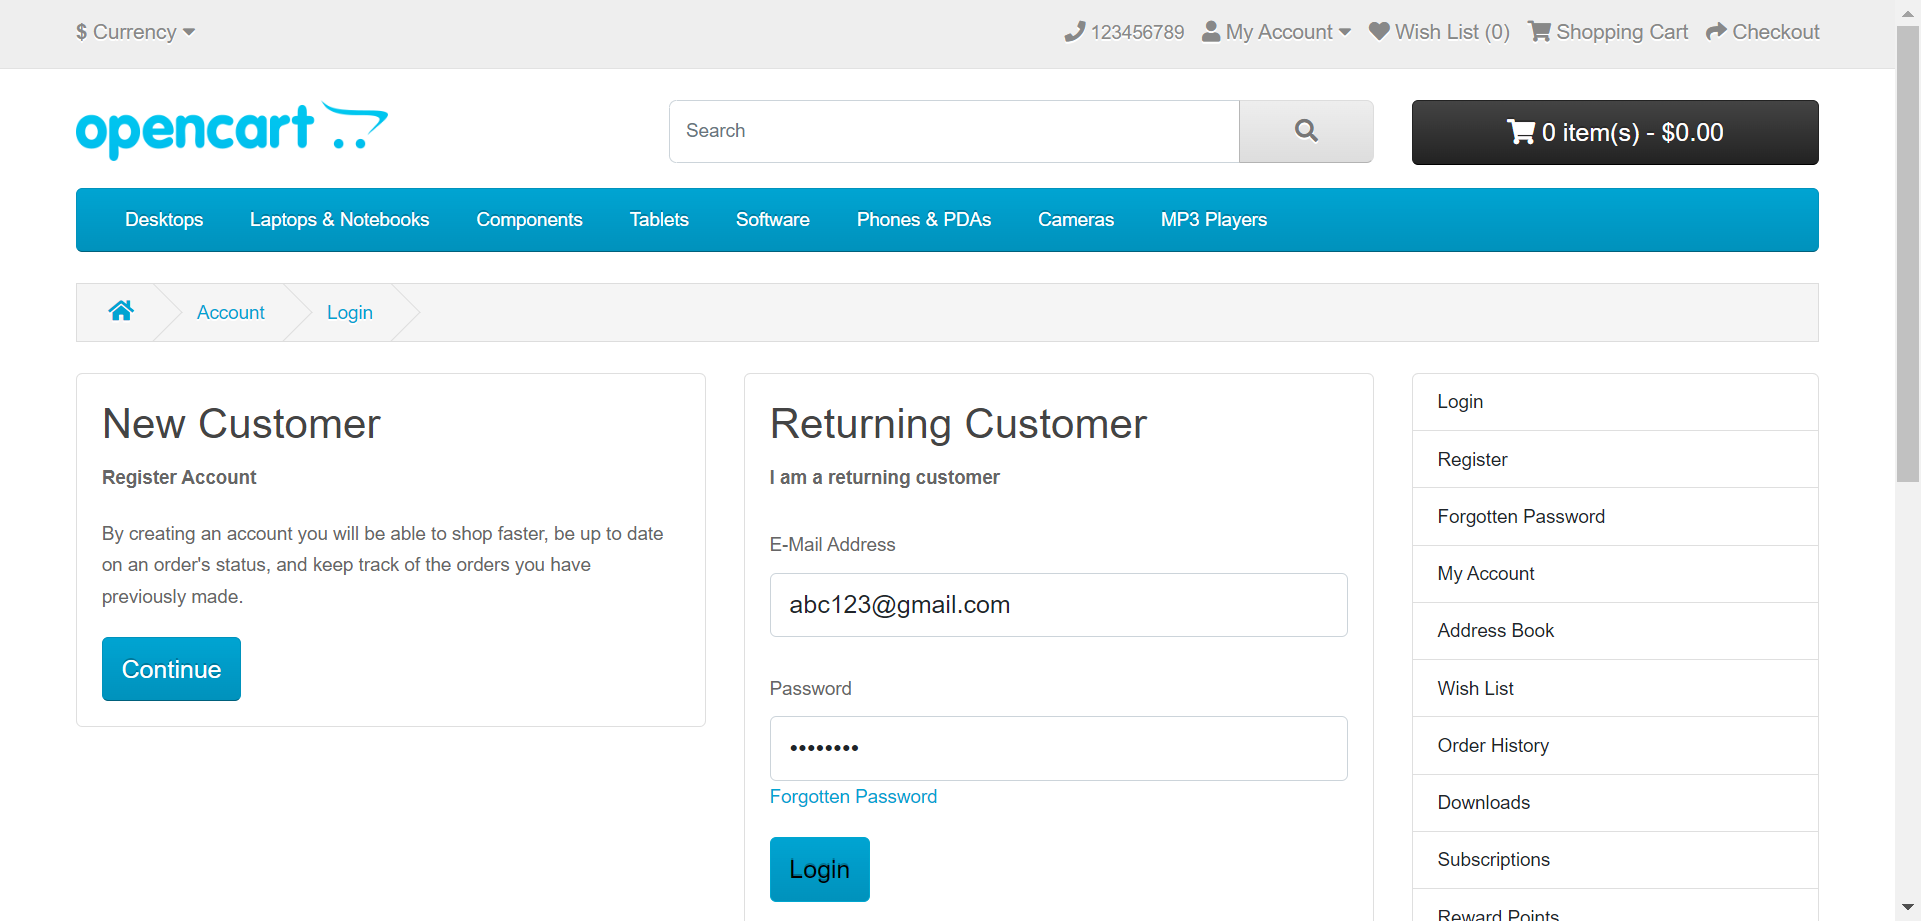 $ Currency
123456789 My Account Wish List (0) Shopping Cart Checkout
opencart
Search
0 item(s) - $0.00
Desktops Laptops & Notebooks Components Tablets Software Phones & PDAs Cameras MP3 Players
Account Login
New Customer
Register Account
By creating an account you will be able to shop faster, be up to date
on an order's status, and keep track of the orders you have
previously made.
Continue
Returning Customer
I am a returning customer
E-Mail Address
abc123@gmail.com
Password
••••••••
Forgotten Password
Login
Login
Register
Forgotten Password
My Account
Address Book
Wish List
Order History
Downloads
Subscriptions
Reward Points